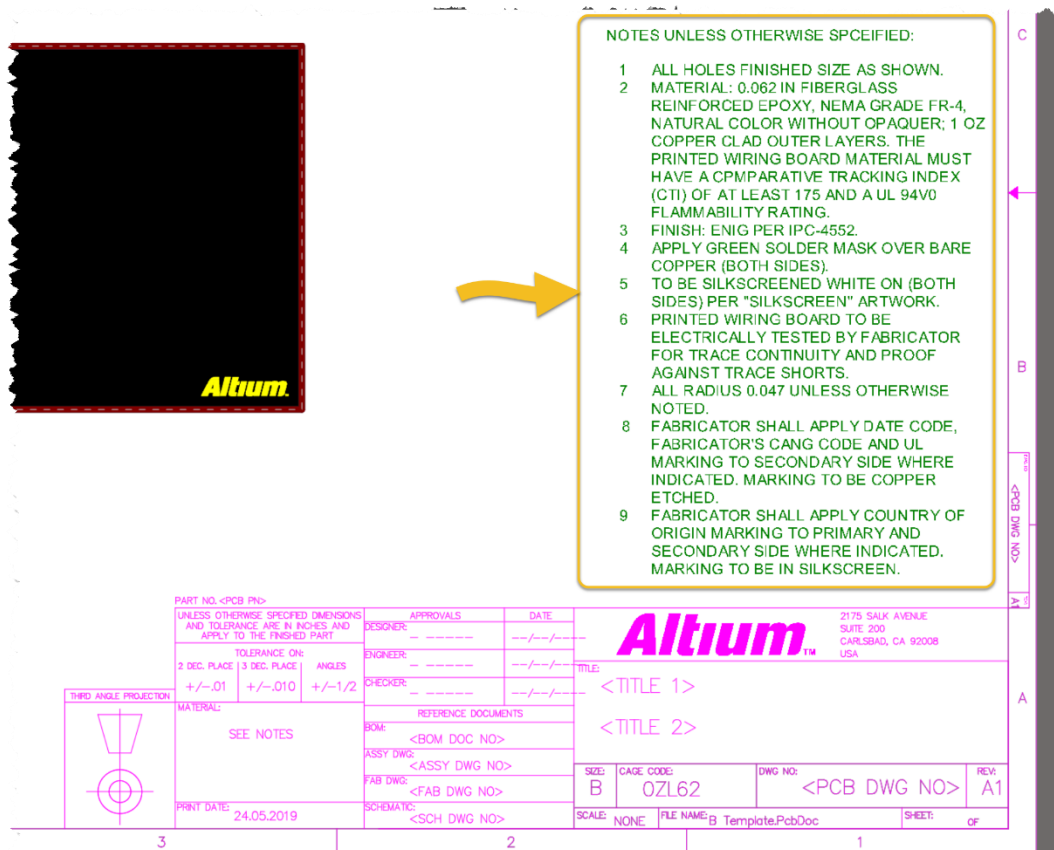 C
NOTES UNLESS OTHERWISE SPCEIFIED:
1 ALL HOLES FINISHED SIZE AS SHOWN.
2 MATERIAL: 0.062 IN FIBERGLASS
REINFORCED EPOXY, NEMA GRADE FR-4,
NATURAL COLOR WITHOUT OPAQUER; 1 OZ
COPPER CLAD OUTER LAYERS. THE
PRINTED WIRING BOARD MATERIAL MUST
HAVE A CPMPARATIVE TRACKING INDEX
(CTI) OF AT LEAST 175 AND A UL 94V0
FLAMMABILITY RATING.
3 FINISH: ENIG PER IPC-4552.
4 APPLY GREEN SOLDER MASK OVER BARE
COPPER (BOTH SIDES).
5 TO BE SILKSCREENED WHITE ON (BOTH
SIDES) PER "SILKSCREEN" ARTWORK.
6 PRINTED WIRING BOARD TO BE
ELECTRICALLY TESTED BY FABRICATOR
FOR TRACE CONTINUITY AND PROOF
AGAINST TRACE SHORTS.
7 ALL RADIUS 0.047 UNLESS OTHERWISE
NOTED.
8 FABRICATOR SHALL APPLY DATE CODE,
FABRICATOR'S CANG CODE AND UL
MARKING TO SECONDARY SIDE WHERE
INDICATED. MARKING TO BE COPPER
ETCHED.
9 FABRICATOR SHALL APPLY COUNTRY OF
ORIGIN MARKING TO PRIMARY AND
SECONDARY SIDE WHERE INDICATED.
MARKING TO BE IN SILKSCREEN.
Altium.
B
<PCB DWG NO>
A1
PART NO. <PCB PN>
UNLESS OTHERWISE SPECIFIED DIMENSIONS
AND TOLERANCE ARE IN INCHES AND
APPLY TO THE FINISHED PART
TOLERANCE ON:
2 DEC. PLACE 3 DEC. PLACE ANGLES
+/-.01 +/-.010 +/-1/2
THIRD ANGLE PROJECTION
MATERIAL:
SEE NOTES
PRINT DATE: 24.05.2019
APPROVALS DATE
DESIGNER: _ _____ --/--/----
ENGINEER: _ _____ --/--/----
CHECKER: _ _____ --/--/----
REFERENCE DOCUMENTS
BOM:
<BOM DOC NO>
ASSY DWG:
<ASSY DWG NO>
FAB DWG:
<FAB DWG NO>
SCHEMATIC:
<SCH DWG NO>
Altium TM
2175 SALK AVENUE
SUITE 200
CARLSBAD, CA 92008
USA
TITLE:
<TITLE 1>
<TITLE 2>
A
SIZE: B
CAGE CODE: 0ZL62
DWG NO: <PCB DWG NO>
REV: A1
SCALE: NONE
FILE NAME: B Template.PcbDoc
SHEET: OF
3 2 1